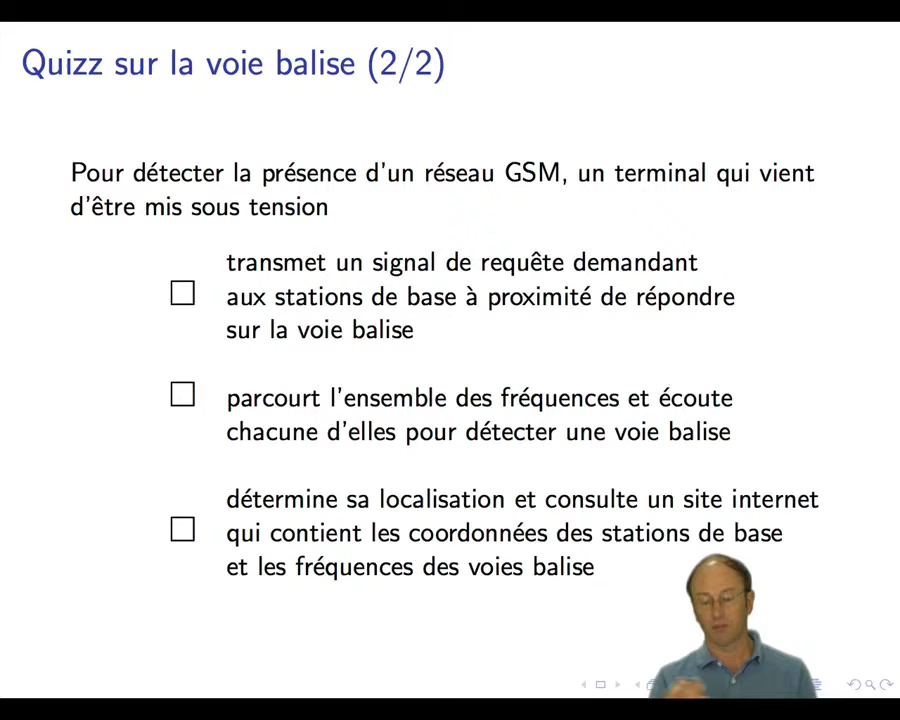 Quizz sur la voie balise (2/2)
Pour détecter la présence d'un réseau GSM, un terminal qui vient
d'être mis sous tension
transmet un signal de requête demandant
aux stations de base à proximité de répondre
sur la voie balise
parcourt l'ensemble des fréquences et écoute
chacune d'elles pour détecter une voie balise
détermine sa localisation et consulte un site internet
qui contient les coordonnées des stations de base
et les fréquences des voies balise